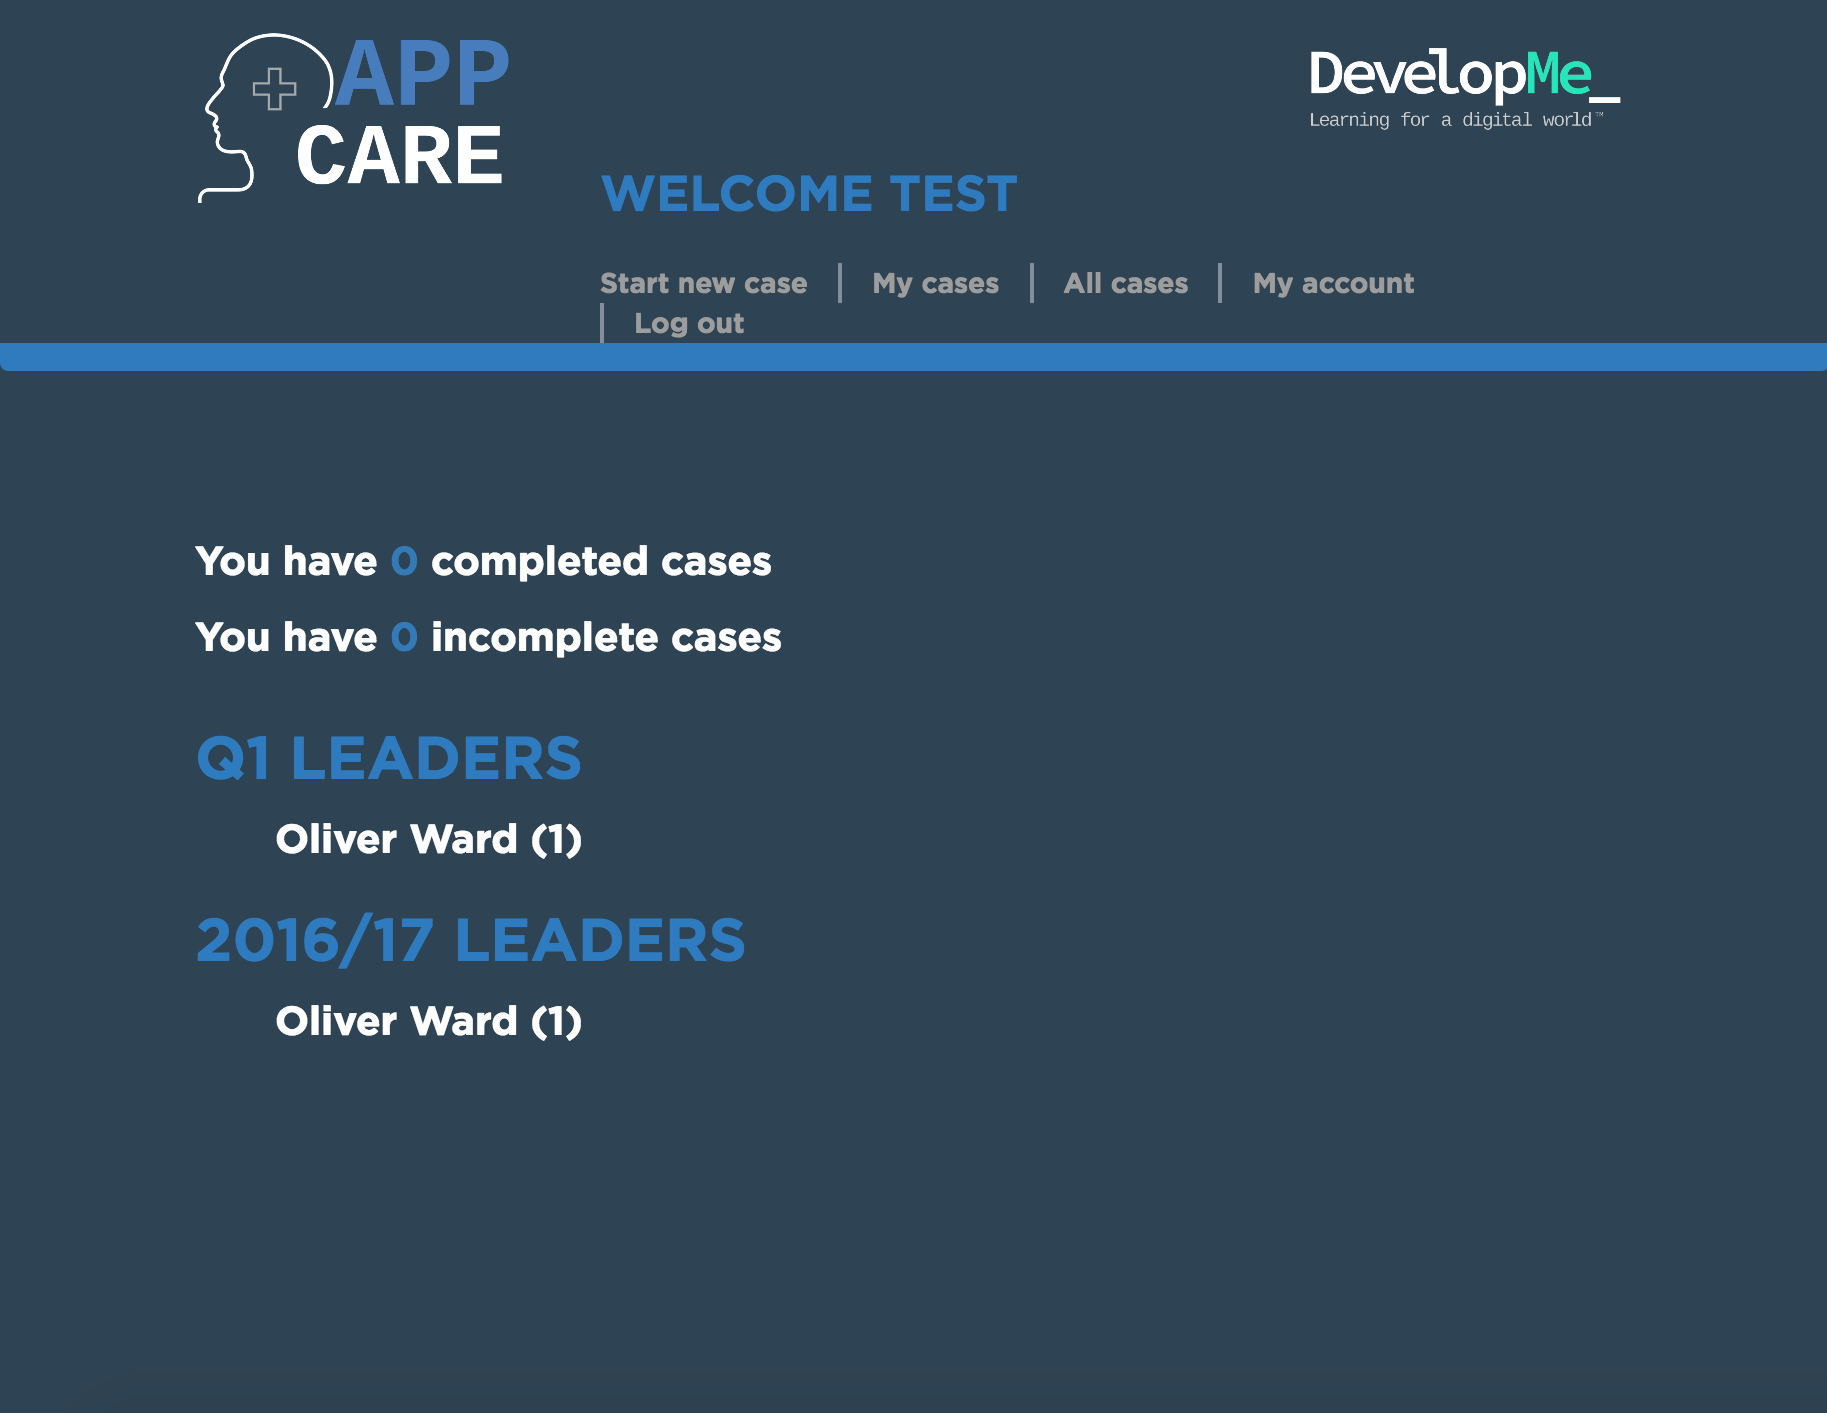 APP
CARE
DevelopMe_
Learning for a digital world™
WELCOME TEST
Start new case | My cases | All cases | My account
| Log out
You have 0 completed cases
You have 0 incomplete cases
Q1 LEADERS
Oliver Ward (1)
2016/17 LEADERS
Oliver Ward (1)